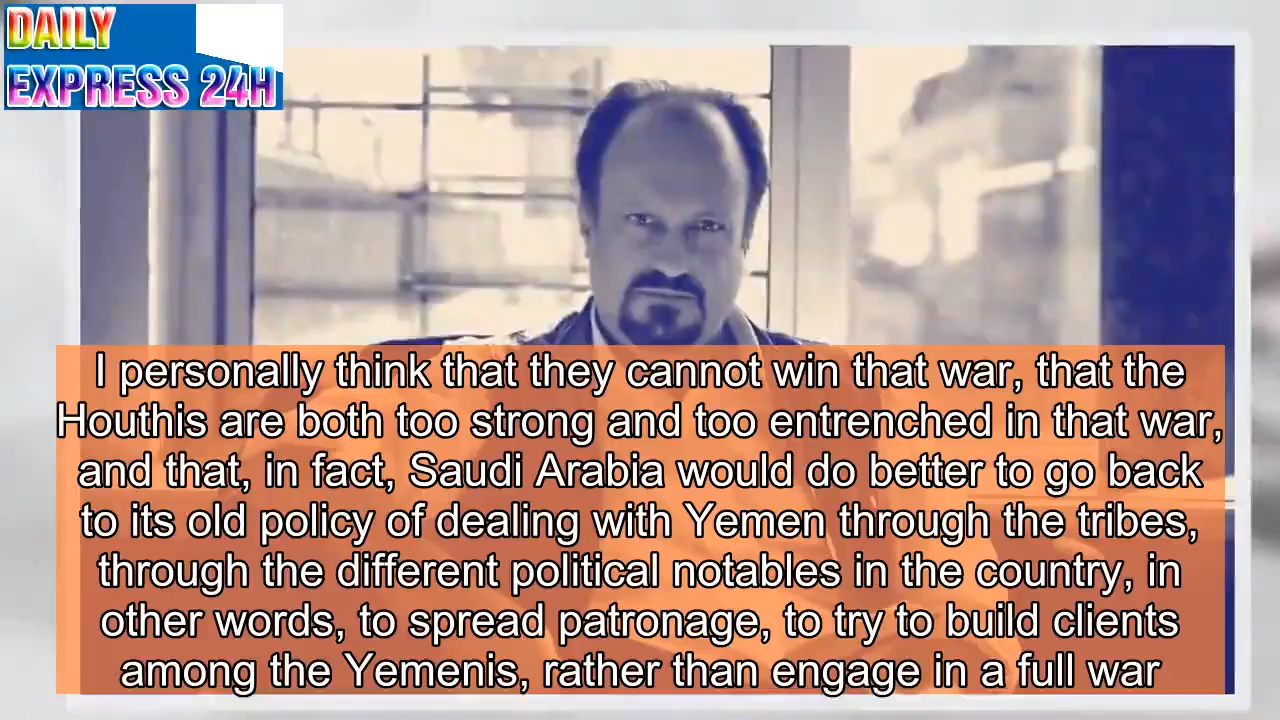 DAILY
EXPRESS 24H
I personally think that they cannot win that war, that the
Houthis are both too strong and too entrenched in that war,
and that, in fact, Saudi Arabia would do better to go back
to its old policy of dealing with Yemen through the tribes,
through the different political notables in the country, in
other words, to spread patronage, to try to build clients
among the Yemenis, rather than engage in a full war